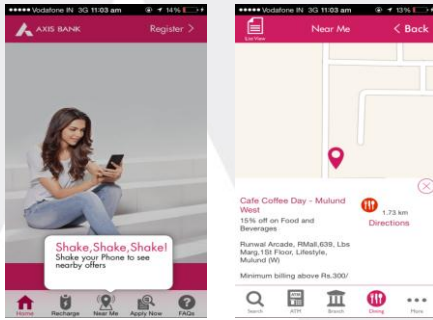 Vodafone IN 3G 11:03 am 14%
AXIS BANK Register >
Shake,Shake,Shake!
Shake your Phone to see
nearby offers
Home Recharge Near Me Apply Now FAQs
Vodafone IN 3G 11:03 am 13%
List View Near Me < Back
Cafe Coffee Day - Mulund
West
15% off on Food and
Beverages
1.73 km
Directions
Runwal Arcade, RMall,639, Lbs
Marg,1St Floor, Lifestyle,
Mulund (W)
Minimum billing above Rs.300/
Search ATM Branch Dining More